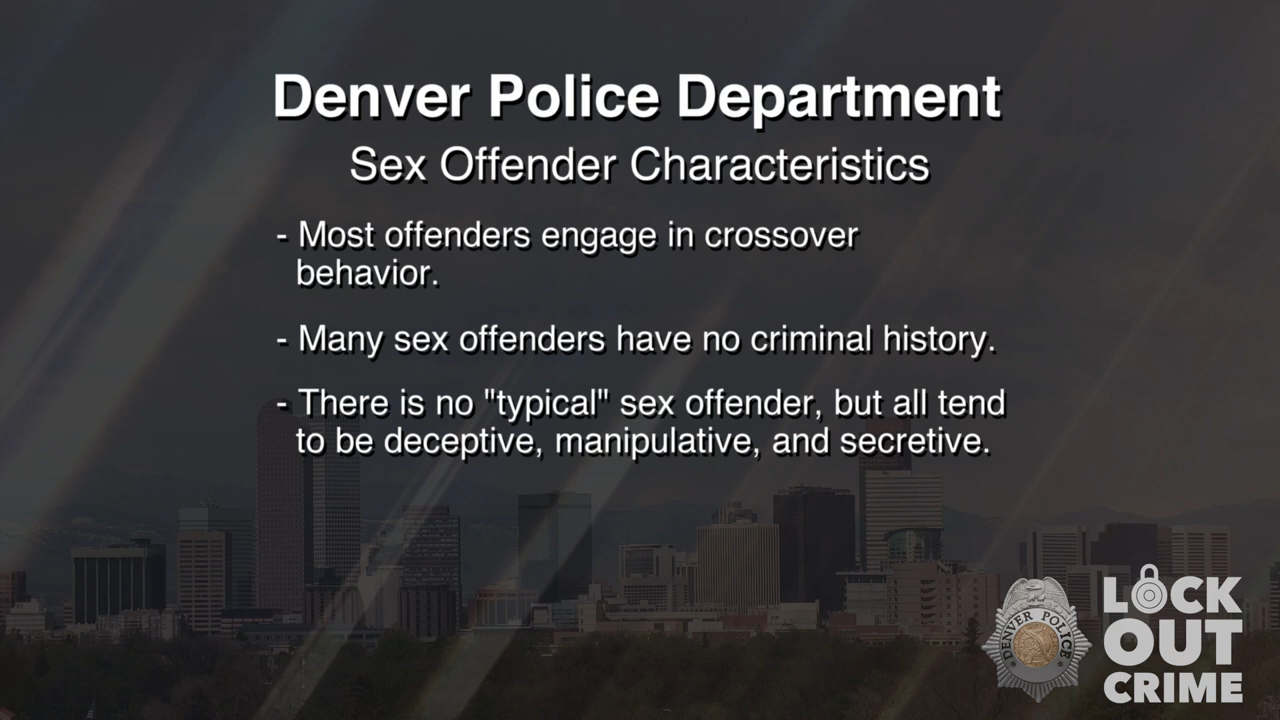 Denver Police Department
Sex Offender Characteristics
- Most offenders engage in crossover
behavior.
- Many sex offenders have no criminal history.
- There is no "typical" sex offender, but all tend
to be deceptive, manipulative, and secretive.
DENVER POLICE
LOCK
OUT
CRIME